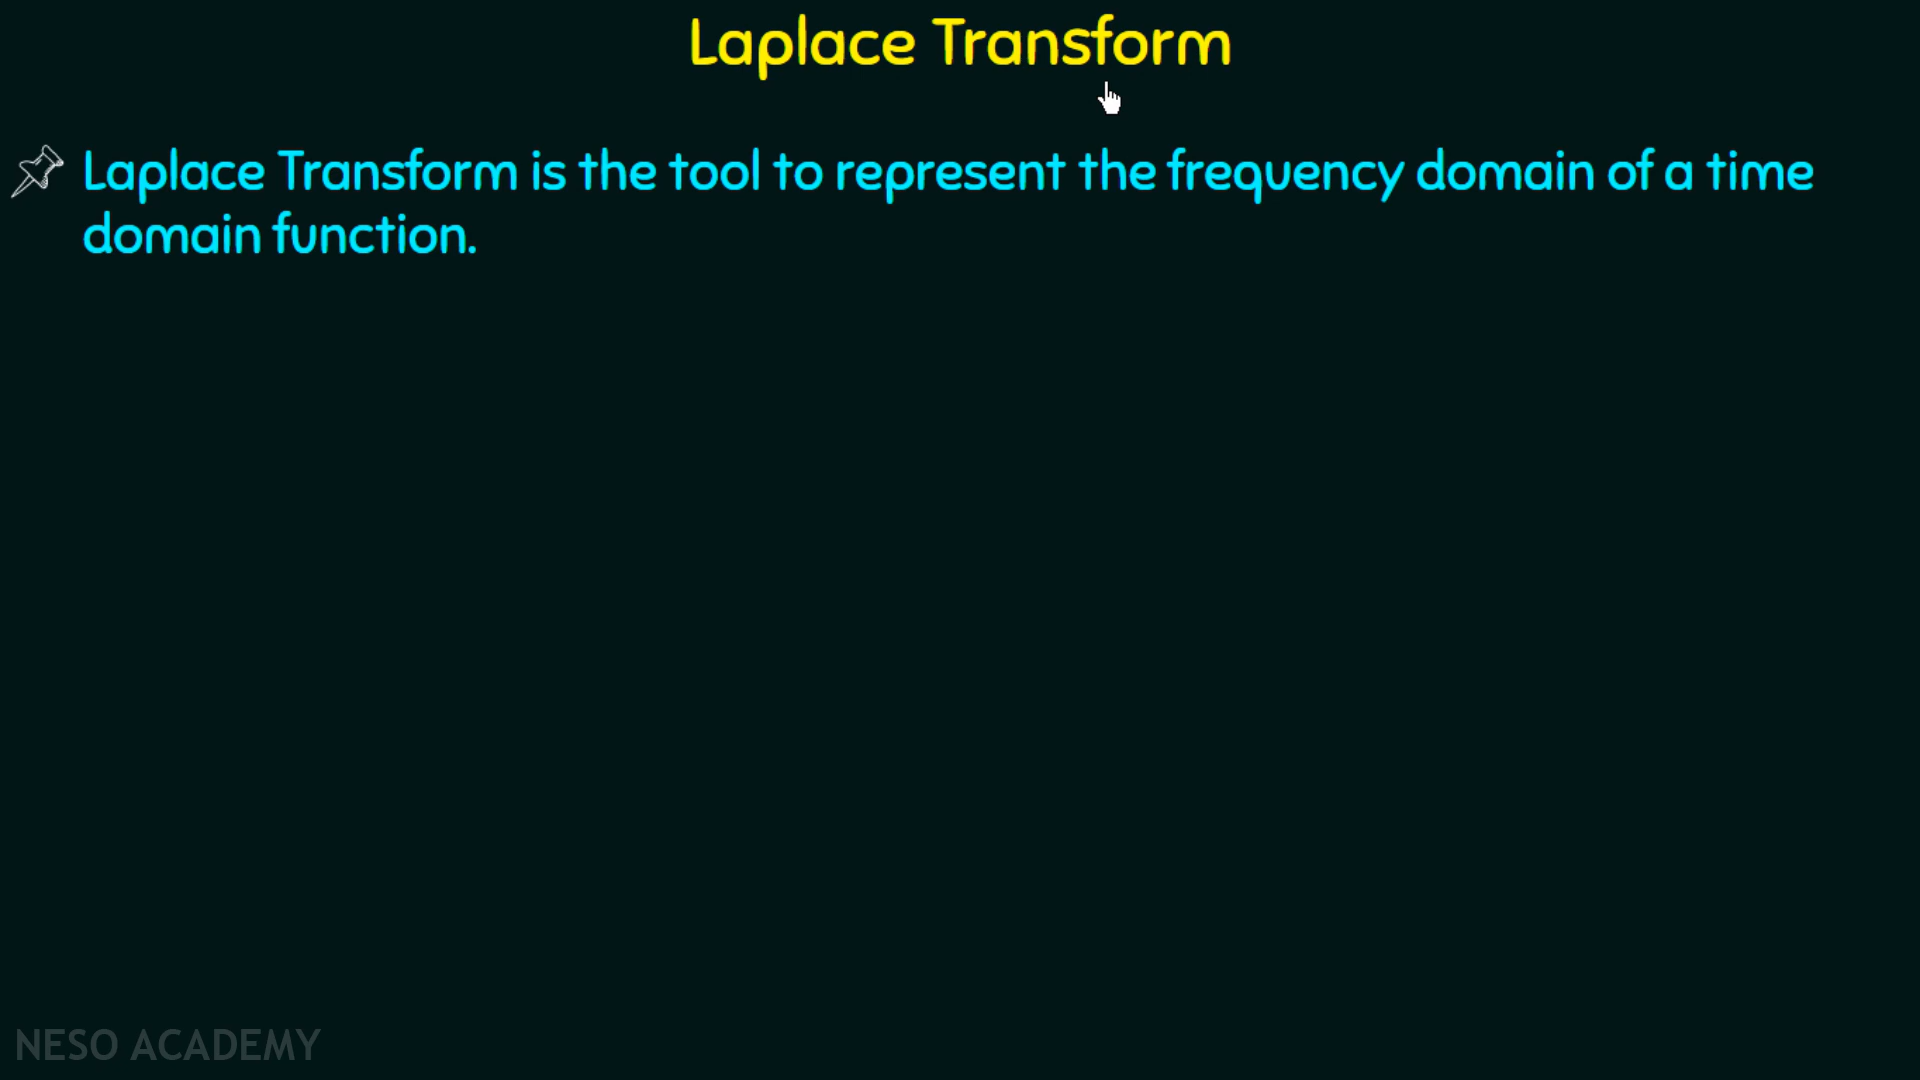 Laplace Transform
Laplace Transform is the tool to represent the frequency domain of a time
domain function.
NESO ACADEMY